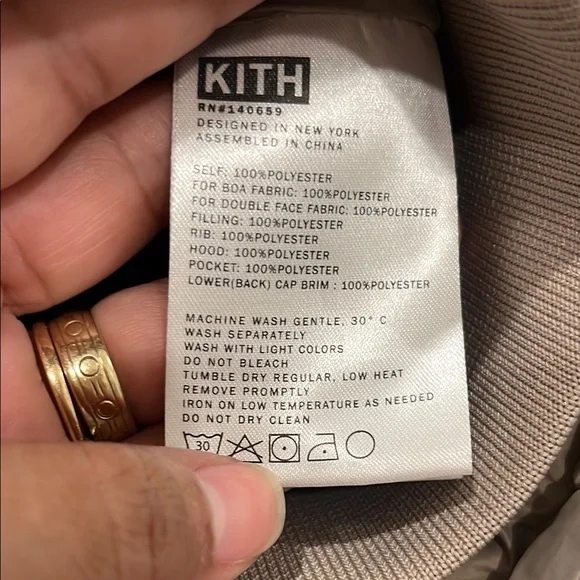 KITH
RN#140659
DESIGNED IN NEW YORK
ASSEMBLED IN CHINA
SELF: 100%POLYESTER
FOR BOA FABRIC: 100%POLYESTER
FOR DOUBLE FACE FABRIC: 100%POLYESTER
FILLING: 100%POLYESTER
RIB: 100%POLYESTER
HOOD: 100%POLYESTER
POCKET: 100%POLYESTER
LOWER(BACK) CAP BRIM : 100%POLYESTER
MACHINE WASH GENTLE, 30° C
WASH SEPARATELY
WASH WITH LIGHT COLORS
DO NOT BLEACH
TUMBLE DRY REGULAR, LOW HEAT
REMOVE PROMPTLY
IRON ON LOW TEMPERATURE AS NEEDED
DO NOT DRY CLEAN
30